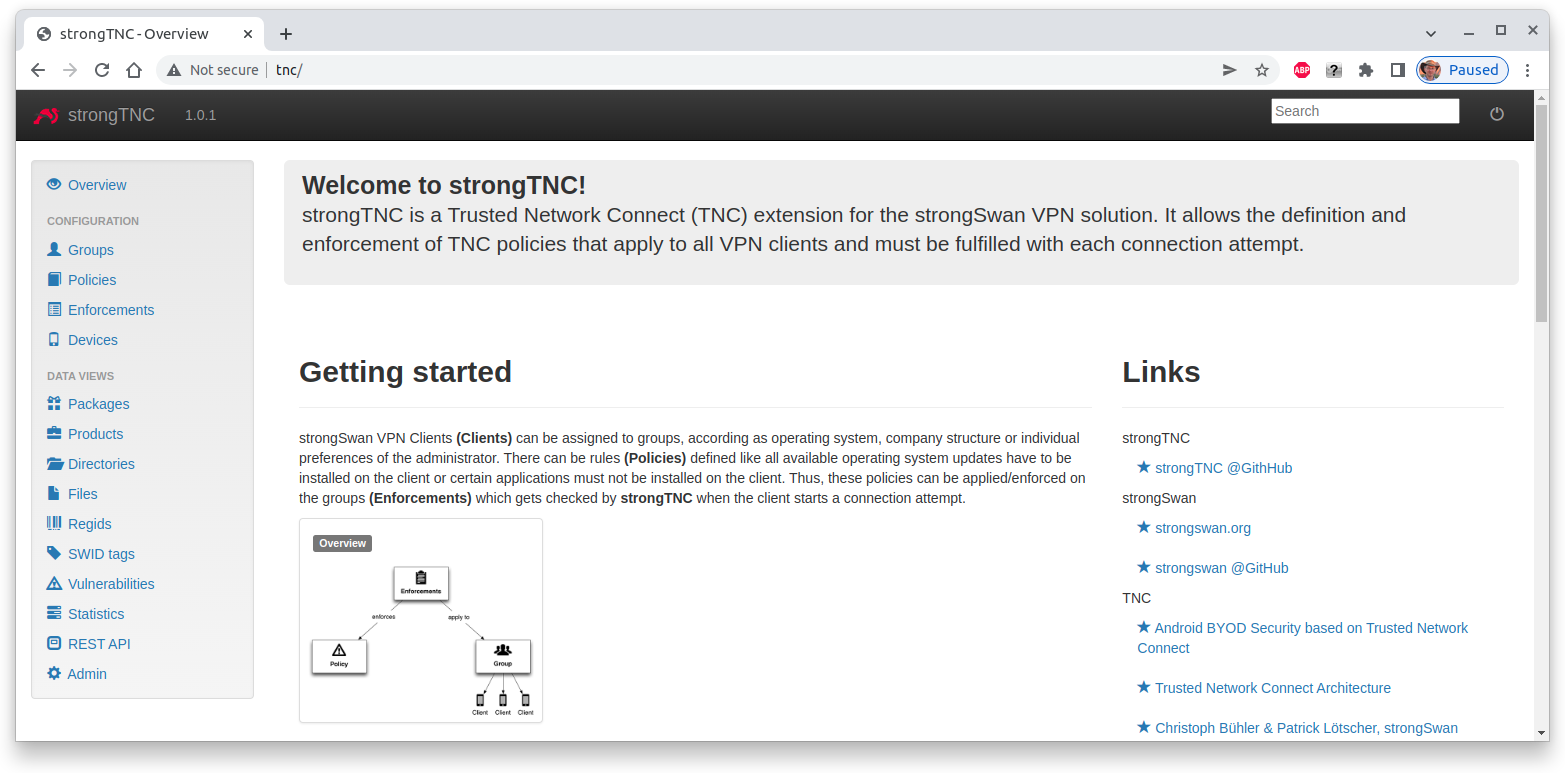 strongTNC - Overview
Not secure
tnc/
ABP
?
Paused
strongTNC
1.0.1
Search
Overview
CONFIGURATION
Groups
Policies
Enforcements
Devices
DATA VIEWS
Packages
Products
Directories
Files
Regids
SWID tags
Vulnerabilities
Statistics
REST API
Admin
Welcome to strongTNC!
strongTNC is a Trusted Network Connect (TNC) extension for the strongSwan VPN solution. It allows the definition and
enforcement of TNC policies that apply to all VPN clients and must be fulfilled with each connection attempt.
Getting started
strongSwan VPN Clients (Clients) can be assigned to groups, according as operating system, company structure or individual
preferences of the administrator. There can be rules (Policies) defined like all available operating system updates have to be
installed on the client or certain applications must not be installed on the client. Thus, these policies can be applied/enforced on
the groups (Enforcements) which gets checked by strongTNC when the client starts a connection attempt.
Overview
Enforcements
enforces
apply to
Policy
Group
Client
Client
Client
Links
strongTNC
strongTNC @GithHub
strongSwan
strongswan.org
strongswan @GitHub
TNC
Android BYOD Security based on Trusted Network
Connect
Trusted Network Connect Architecture
Christoph Bühler & Patrick Lötscher, strongSwan